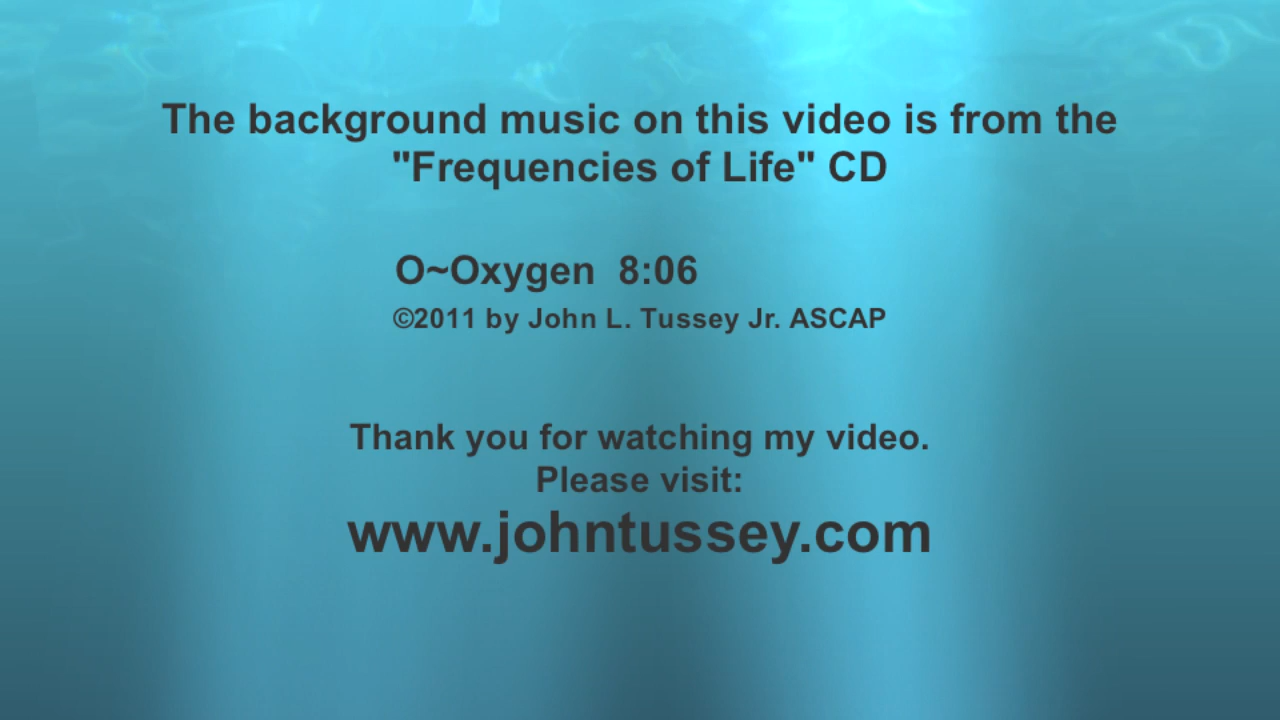 The background music on this video is from the
"Frequencies of Life" CD
O~Oxygen  8:06
©2011 by John L. Tussey Jr. ASCAP
Thank you for watching my video.
Please visit:
www.johntussey.com